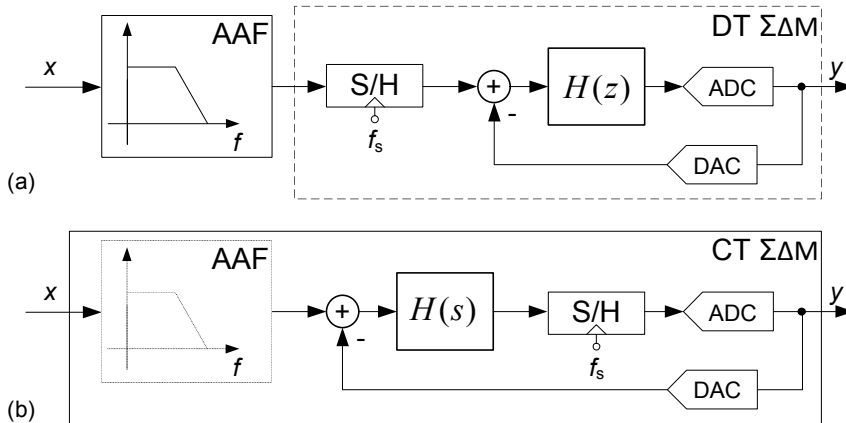 AAF
DT ΣΔM
x
S/H
+
-
H(z)
ADC
y
f
fs
DAC
(a)
AAF
CT ΣΔM
x
+
-
H(s)
S/H
ADC
y
f
fs
DAC
(b)